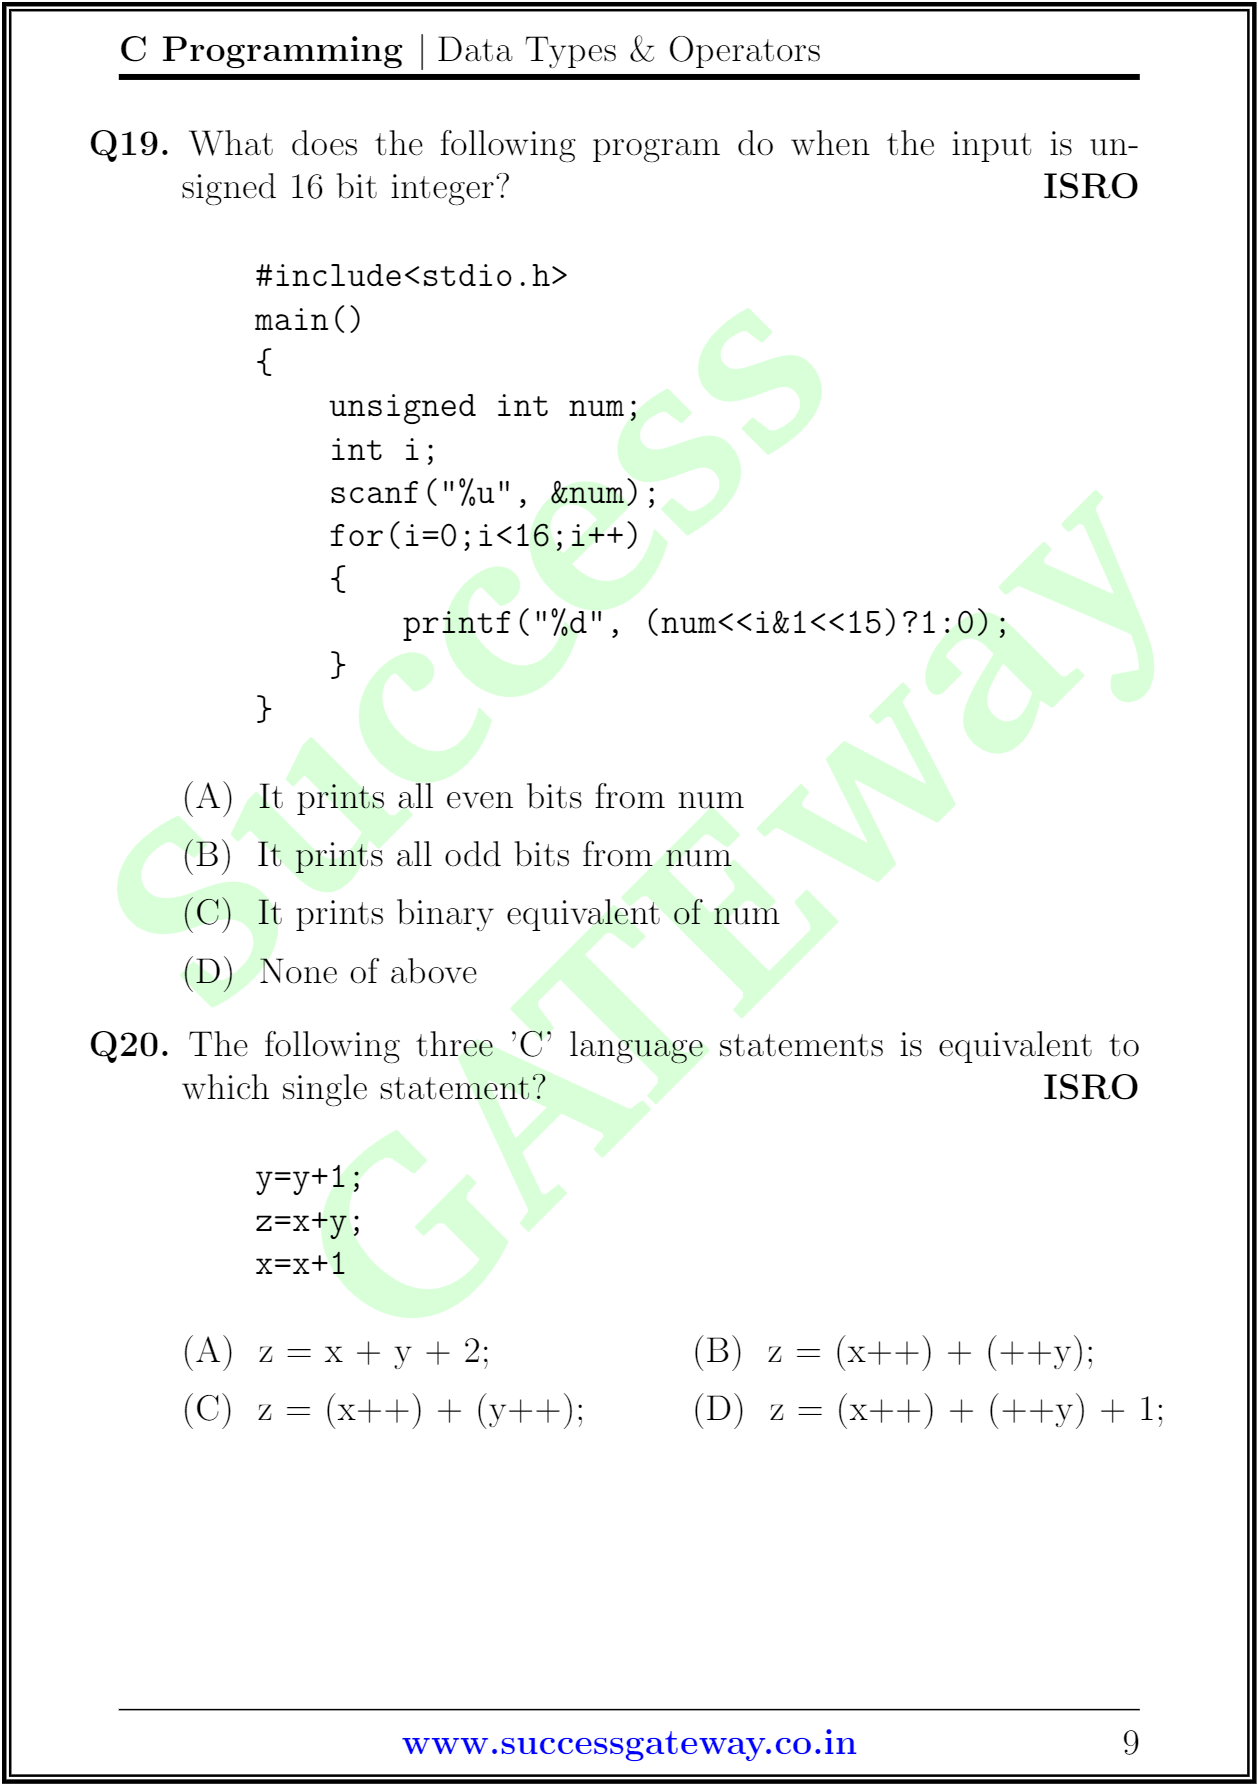 C Programming | Data Types & Operators
Q19. What does the following program do when the input is un-
signed 16 bit integer? ISRO
#include<stdio.h>
main()
{
    unsigned int num;
    int i;
    scanf("%u", &num);
    for(i=0;i<16;i++)
    {
        printf("%d", (num<<i&1<<15)?1:0);
    }
}
(A) It prints all even bits from num
(B) It prints all odd bits from num
(C) It prints binary equivalent of num
(D) None of above
Q20. The following three 'C' language statements is equivalent to
which single statement? ISRO
y=y+1;
z=x+y;
x=x+1
(A) z = x + y + 2; (B) z = (x++) + (++y);
(C) z = (x++) + (y++); (D) z = (x++) + (++y) + 1;
Success
GATEway
www.successgateway.co.in 9